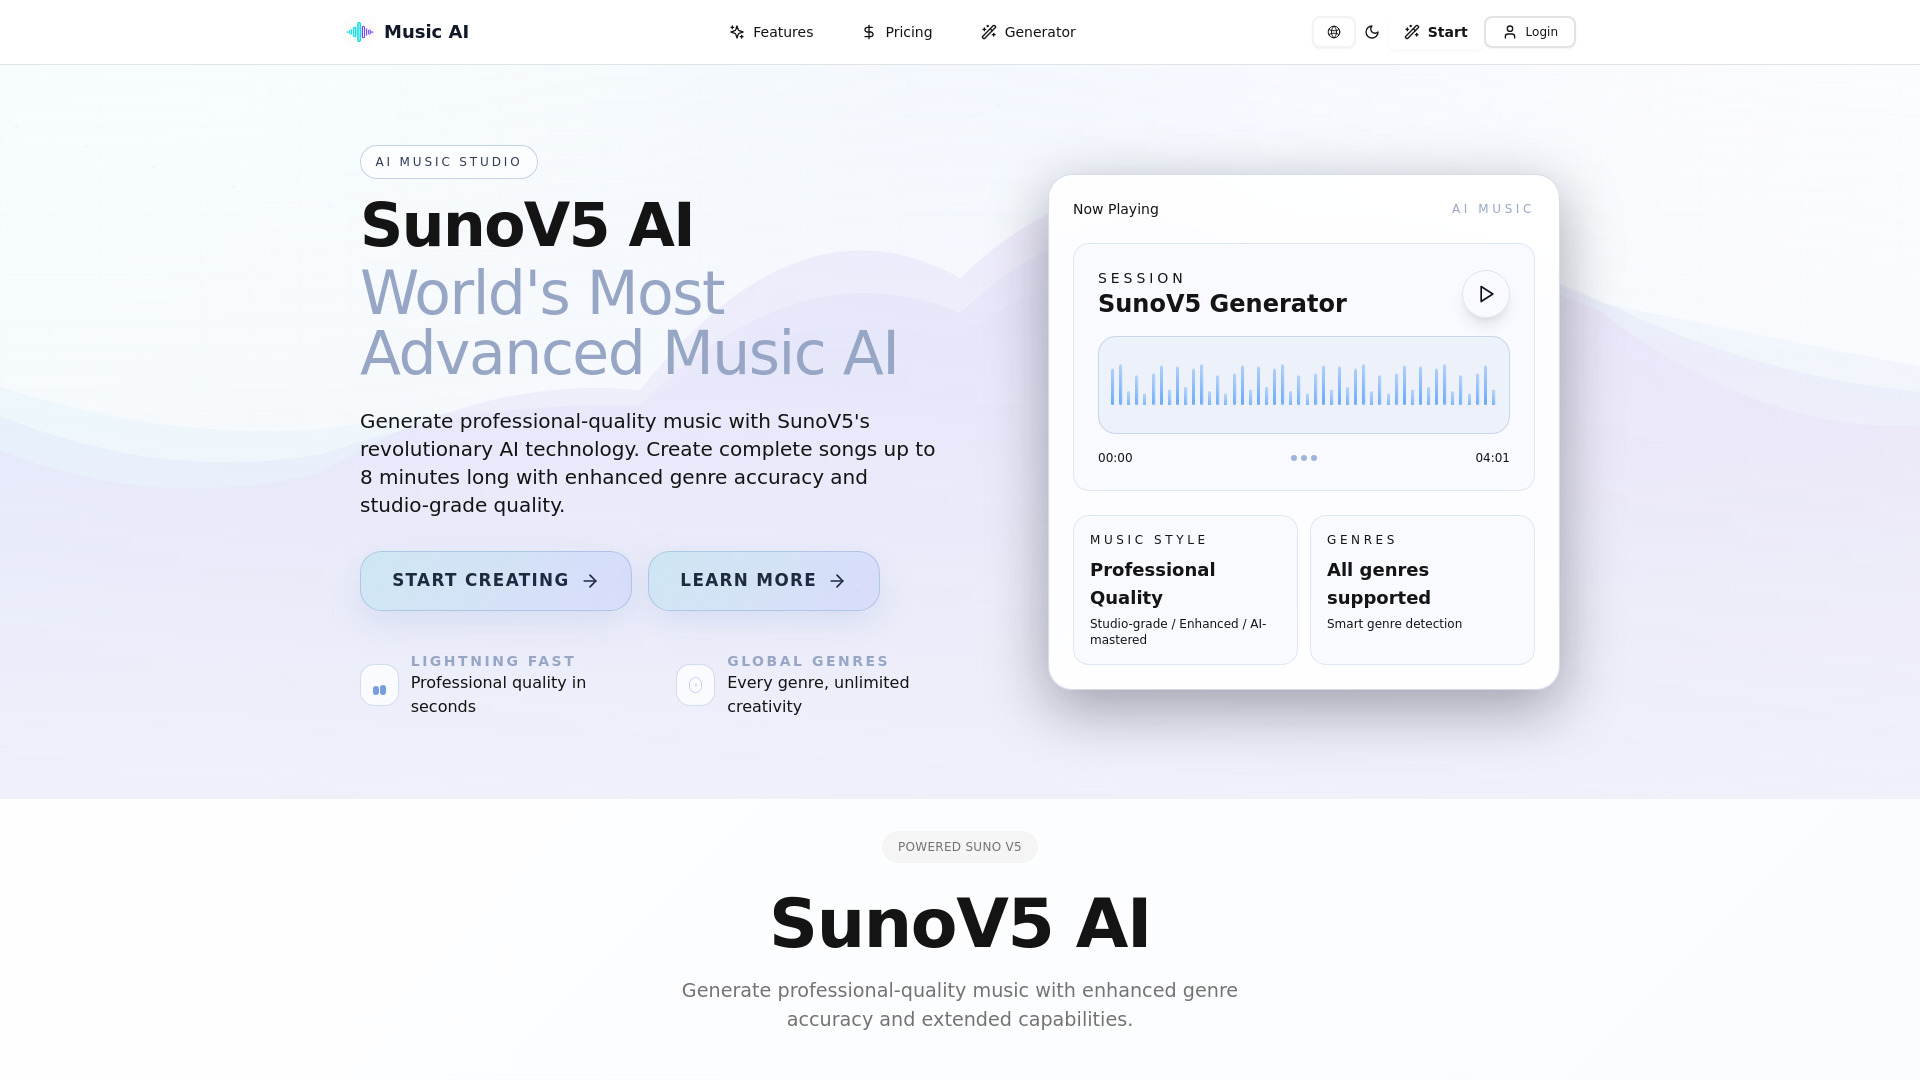 Music AI
Features
Pricing
Generator
Start
Login
AI MUSIC STUDIO
SunoV5 AI
World's Most
Advanced Music AI
Generate professional-quality music with SunoV5's
revolutionary AI technology. Create complete songs up to
8 minutes long with enhanced genre accuracy and
studio-grade quality.
START CREATING
LEARN MORE
LIGHTNING FAST
Professional quality in
seconds
GLOBAL GENRES
Every genre, unlimited
creativity
Now Playing
AI MUSIC
SESSION
SunoV5 Generator
00:00
04:01
MUSIC STYLE
Professional
Quality
Studio-grade / Enhanced / AI-
mastered
GENRES
All genres
supported
Smart genre detection
POWERED SUNO V5
SunoV5 AI
Generate professional-quality music with enhanced genre
accuracy and extended capabilities.